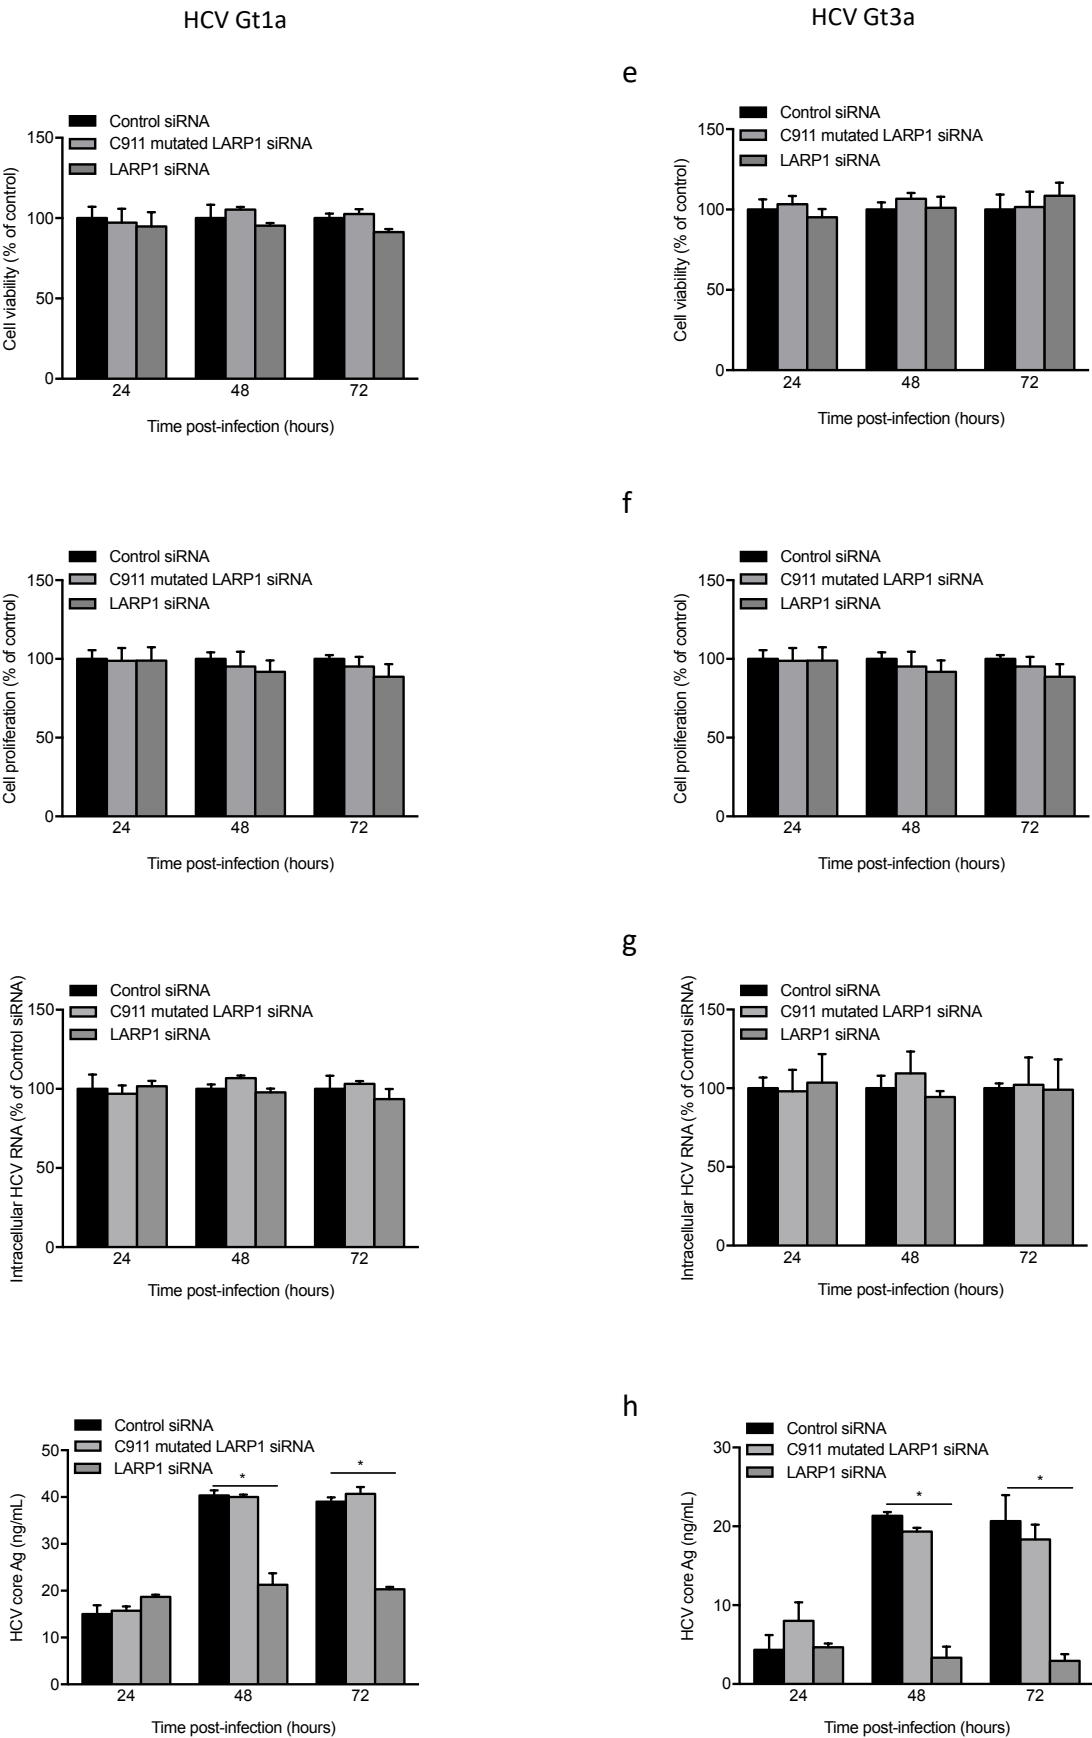 HCV Gt1a
HCV Gt3a
Control siRNA
C911 mutated LARP1 siRNA
LARP1 siRNA
150
100
50
0
Cell viability (% of control)
24 48 72
Time post-infection (hours)
e
Control siRNA
C911 mutated LARP1 siRNA
LARP1 siRNA
150
100
50
0
Cell viability (% of control)
24 48 72
Time post-infection (hours)
Control siRNA
C911 mutated LARP1 siRNA
LARP1 siRNA
150
100
50
0
Cell proliferation (% of control)
24 48 72
Time post-infection (hours)
f
Control siRNA
C911 mutated LARP1 siRNA
LARP1 siRNA
150
100
50
0
Cell proliferation (% of control)
24 48 72
Time post-infection (hours)
Control siRNA
C911 mutated LARP1 siRNA
LARP1 siRNA
150
100
50
0
Intracellular HCV RNA (% of Control siRNA)
24 48 72
Time post-infection (hours)
g
Control siRNA
C911 mutated LARP1 siRNA
LARP1 siRNA
150
100
50
0
Intracellular HCV RNA (% of Control siRNA)
24 48 72
Time post-infection (hours)
Control siRNA
C911 mutated LARP1 siRNA
LARP1 siRNA
* *
50
40
30
20
10
0
HCV core Ag (ng/mL)
24 48 72
Time post-infection (hours)
h
Control siRNA
C911 mutated LARP1 siRNA
LARP1 siRNA
* *
30
20
10
0
HCV core Ag (ng/mL)
24 48 72
Time post-infection (hours)